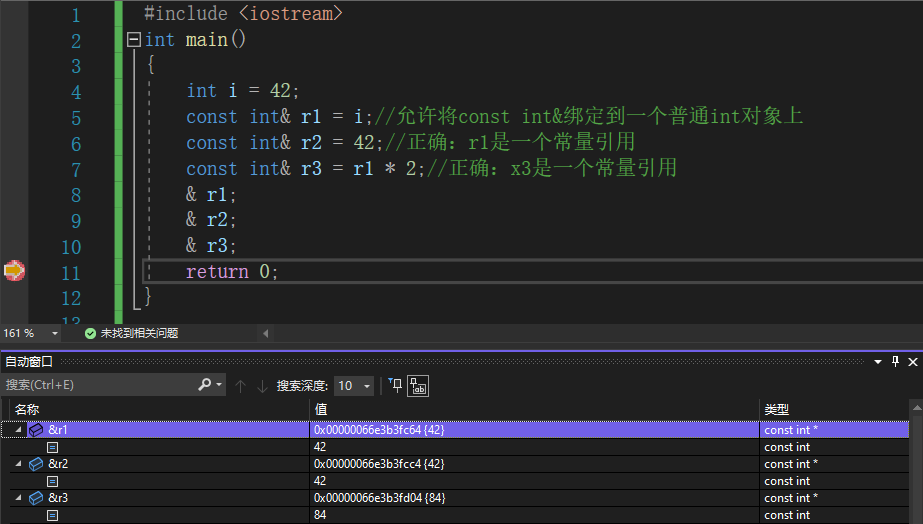 1 #include <iostream>
2 int main()
3 {
4 int i = 42;
5 const int& r1 = i;//允许将const int&绑定到一个普通int对象上
6 const int& r2 = 42;//正确：r1是一个常量引用
7 const int& r3 = r1 * 2;//正确：x3是一个常量引用
8 & r1;
9 & r2;
10 & r3;
11 return 0;
12 }
13
161 % 未找到相关问题
自动窗口
搜索(Ctrl+E) 搜索深度: 10
名称 值 类型
&r1 0x00000066e3b3fc64 {42} const int *
42 const int
&r2 0x00000066e3b3fcc4 {42} const int *
42 const int
&r3 0x00000066e3b3fd04 {84} const int *
84 const int